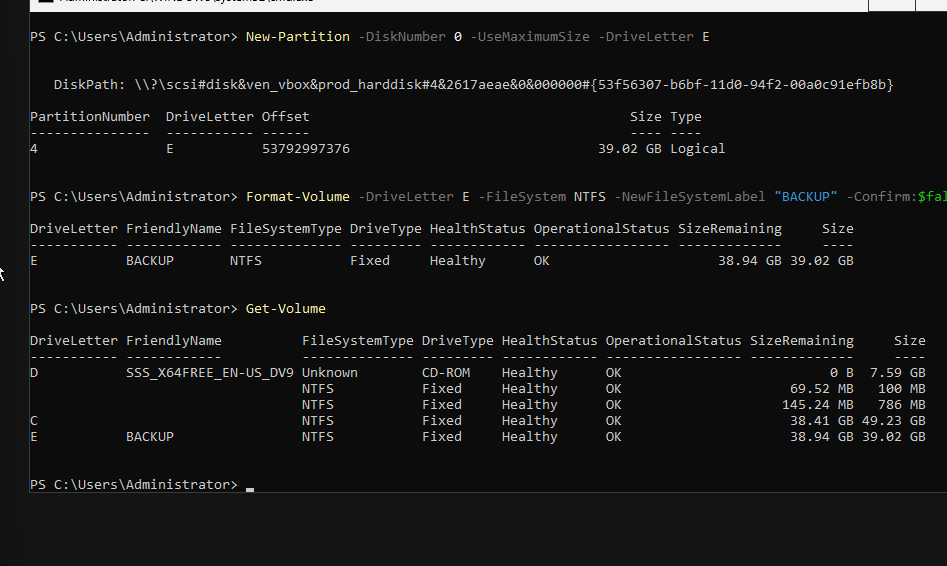 PS C:\Users\Administrator> New-Partition -DiskNumber 0 -UseMaximumSize -DriveLetter E
DiskPath: \\?\scsi#disk&ven_vbox&prod_harddisk#4&2617aeae&0&000000#{53f56307-b6bf-11d0-94f2-00a0c91efb8b}
PartitionNumber DriveLetter Offset Size Type
--------------- ----------- ------ ---- ----
4 E 53792997376 39.02 GB Logical
PS C:\Users\Administrator> Format-Volume -DriveLetter E -FileSystem NTFS -NewFileSystemLabel "BACKUP" -Confirm:$fal
DriveLetter FriendlyName FileSystemType DriveType HealthStatus OperationalStatus SizeRemaining Size
----------- ------------ -------------- --------- ------------ ----------------- ------------- ----
E BACKUP NTFS Fixed Healthy OK 38.94 GB 39.02 GB
PS C:\Users\Administrator> Get-Volume
DriveLetter FriendlyName FileSystemType DriveType HealthStatus OperationalStatus SizeRemaining Size
----------- ------------ -------------- --------- ------------ ----------------- ------------- ----
D SSS_X64FREE_EN-US_DV9 Unknown CD-ROM Healthy OK 0 B 7.59 GB
NTFS Fixed Healthy OK 69.52 MB 100 MB
NTFS Fixed Healthy OK 145.24 MB 786 MB
C NTFS Fixed Healthy OK 38.41 GB 49.23 GB
E BACKUP NTFS Fixed Healthy OK 38.94 GB 39.02 GB
PS C:\Users\Administrator>